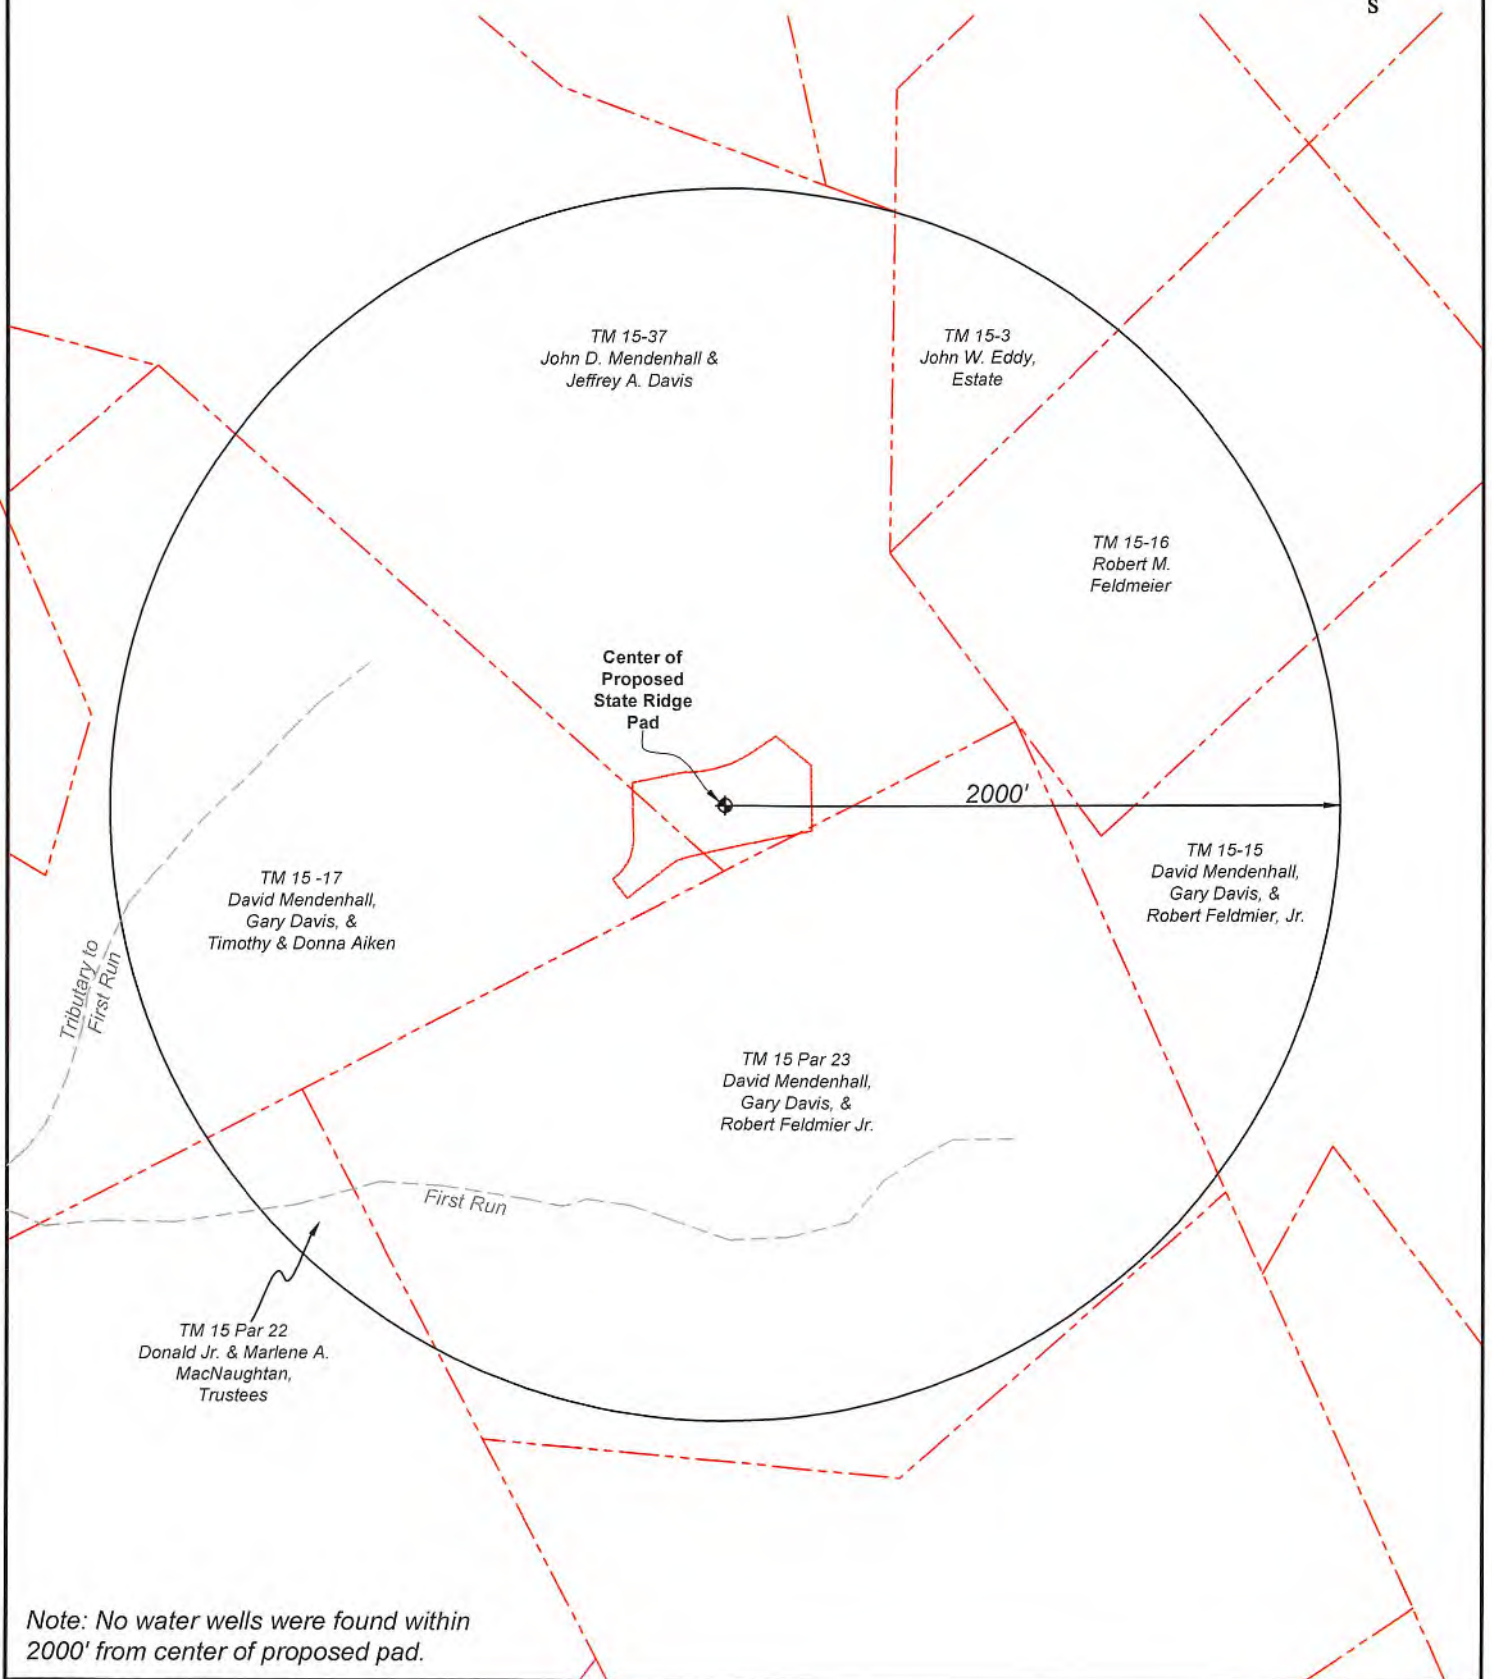 S
TM 15-37
John D. Mendenhall &
Jeffrey A. Davis
TM 15-3
John W. Eddy,
Estate
TM 15-16
Robert M.
Feldmeier
Center of
Proposed
State Ridge
Pad
2000'
TM 15-15
David Mendenhall,
Gary Davis, &
Robert Feldmier, Jr.
TM 15 -17
David Mendenhall,
Gary Davis, &
Timothy & Donna Aiken
Tributary to
First Run
TM 15 Par 23
David Mendenhall,
Gary Davis, &
Robert Feldmier Jr.
First Run
TM 15 Par 22
Donald Jr. & Marlene A.
MacNaughtan,
Trustees
Note: No water wells were found within
2000' from center of proposed pad.